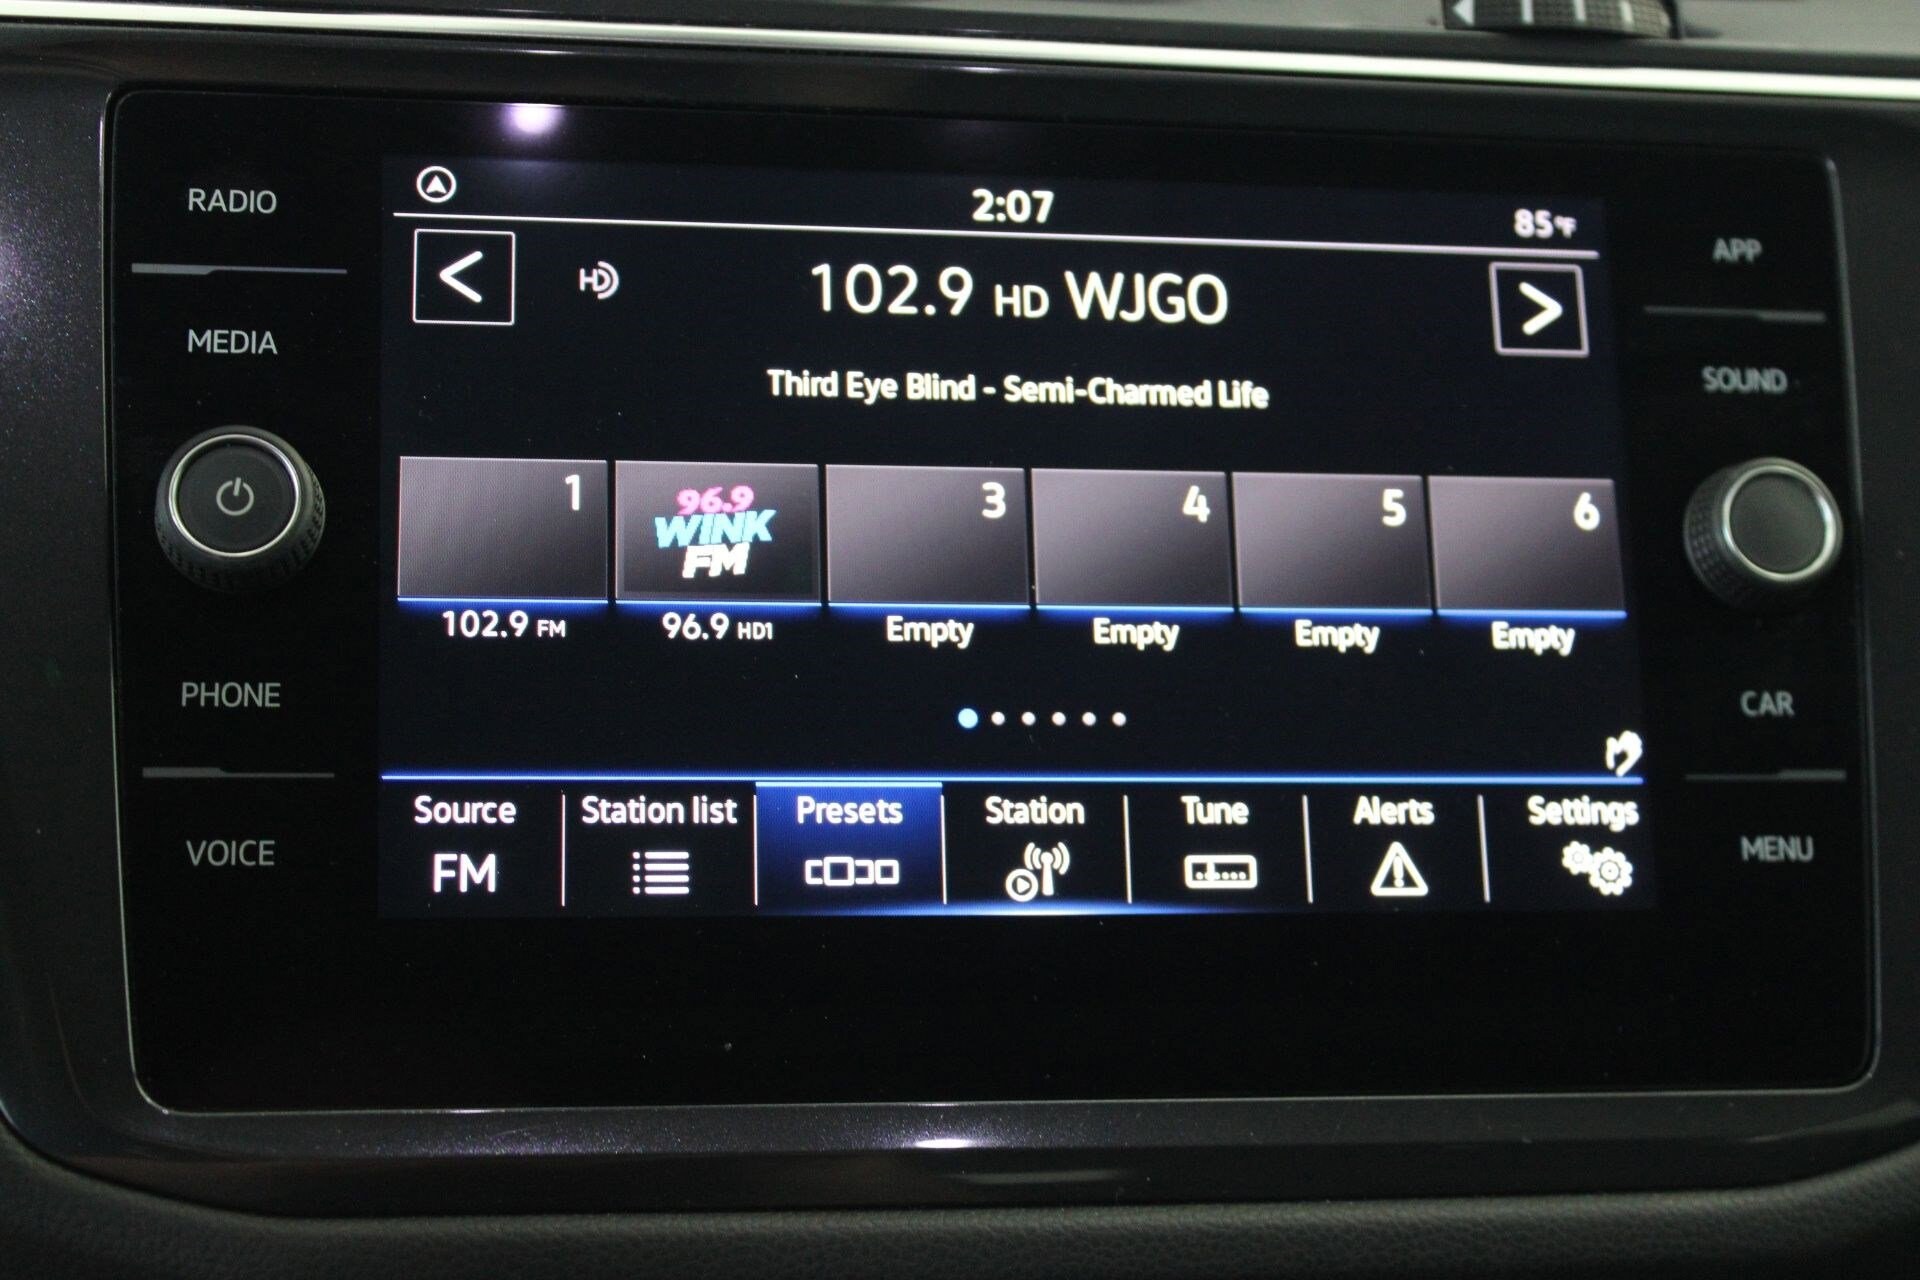 RADIO
MEDIA
PHONE
VOICE
2:07
85°F
HD
102.9 HD WJGO
Third Eye Blind - Semi-Charmed Life
1
96.9
WINK
FM
3
4
5
6
102.9 FM
96.9 HD1
Empty
Empty
Empty
Empty
Source
Station list
Presets
Station
Tune
Alerts
Settings
FM
APP
SOUND
CAR
MENU